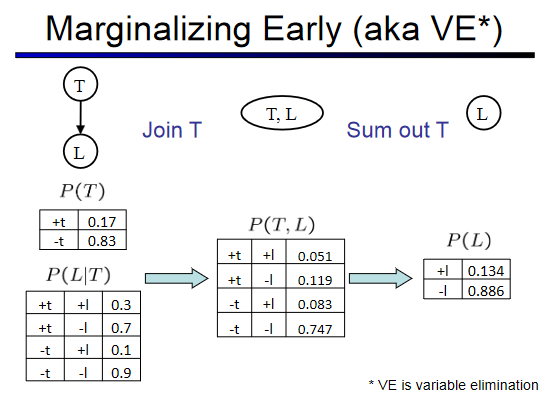 Marginalizing Early (aka VE*)
T
L
Join T
T, L
Sum out T
L
P(T)
+t 0.17
-t 0.83
P(L|T)
+t +l 0.3
+t -l 0.7
-t +l 0.1
-t -l 0.9
P(T, L)
+t +l 0.051
+t -l 0.119
-t +l 0.083
-t -l 0.747
P(L)
+l 0.134
-l 0.886
* VE is variable elimination